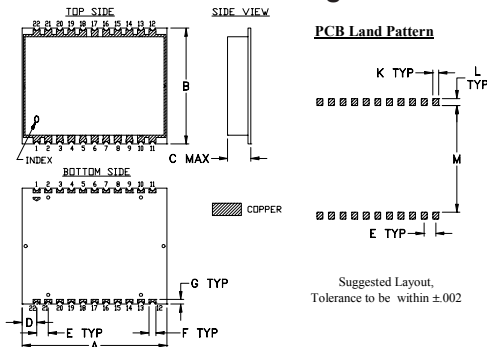 TOP SIDE
22 21 20 19 18 17 16 15 14 13 12
B
INDEX
1 2 3 4 5 6 7 8 9 10 11
C MAX
SIDE VIEW
BOTTOM SIDE
1 2 3 4 5 6 7 8 9 10 11
COPPER
G TYP
22 21 20 19 18 17 16 15 14 13 12
D
E TYP
F TYP
A
PCB Land Pattern
K TYP
L
TYP
M
E TYP
Suggested Layout,
Tolerance to be within ±.002